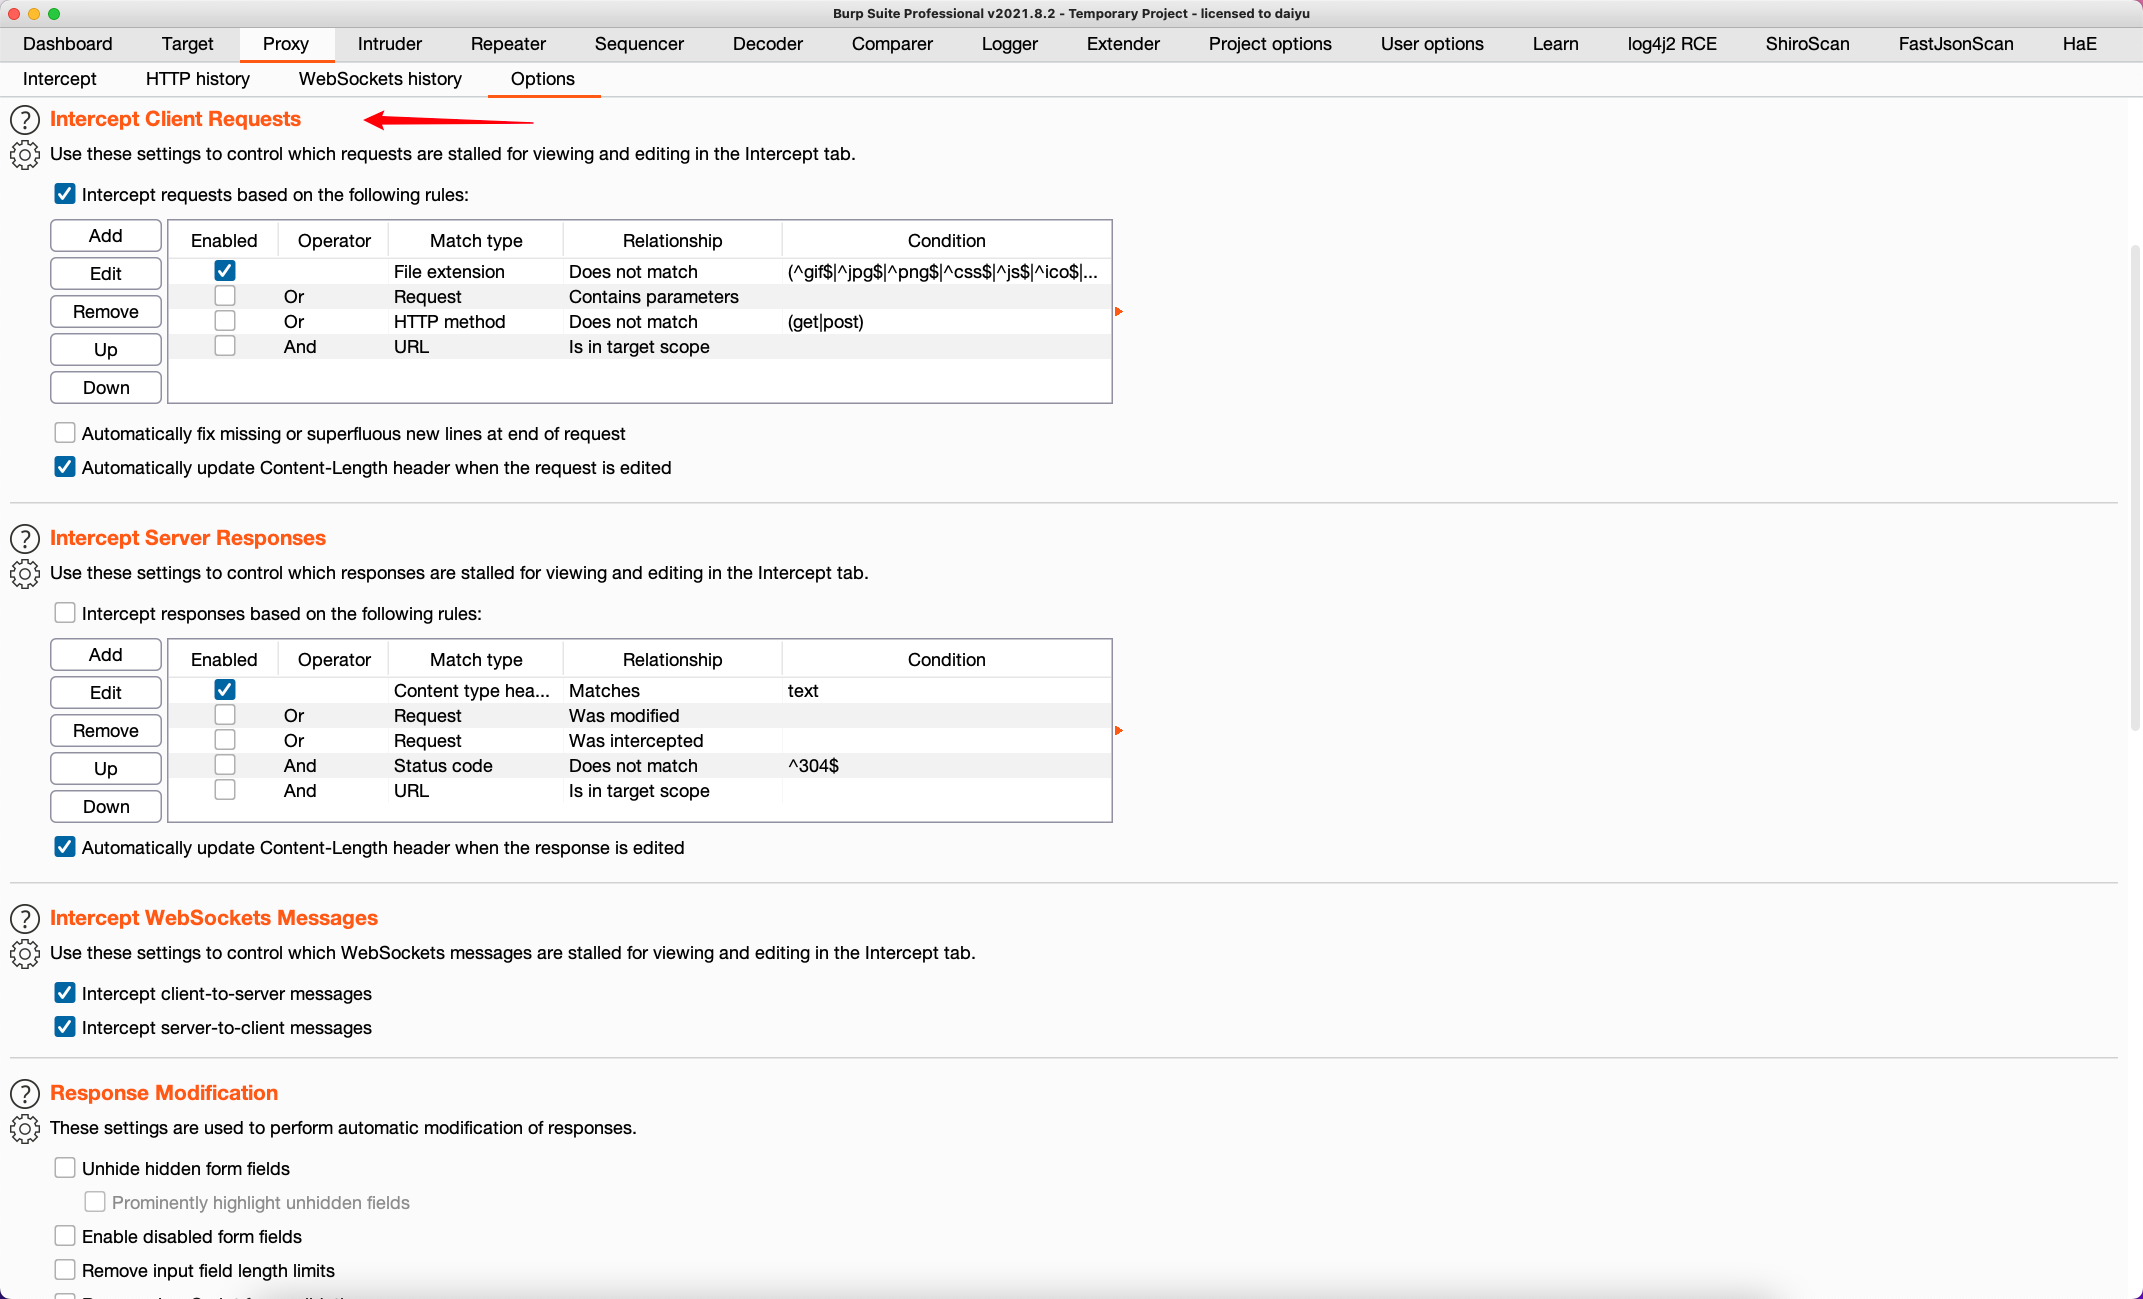 Burp Suite Professional v2021.8.2 - Temporary Project - licensed to daiyu
Dashboard Target Proxy Intruder Repeater Sequencer Decoder Comparer Logger Extender Project options User options Learn log4j2 RCE ShiroScan FastJsonScan HaE
Intercept HTTP history WebSockets history Options
? Intercept Client Requests
Use these settings to control which requests are stalled for viewing and editing in the Intercept tab.
Intercept requests based on the following rules:
Add
Edit
Remove
Up
Down
Enabled Operator Match type Relationship Condition
File extension Does not match (^gif$|^jpg$|^png$|^css$|^js$|^ico$|...
Or Request Contains parameters
Or HTTP method Does not match (get|post)
And URL Is in target scope
Automatically fix missing or superfluous new lines at end of request
Automatically update Content-Length header when the request is edited
? Intercept Server Responses
Use these settings to control which responses are stalled for viewing and editing in the Intercept tab.
Intercept responses based on the following rules:
Add
Edit
Remove
Up
Down
Enabled Operator Match type Relationship Condition
Content type hea... Matches text
Or Request Was modified
Or Request Was intercepted
And Status code Does not match ^304$
And URL Is in target scope
Automatically update Content-Length header when the response is edited
? Intercept WebSockets Messages
Use these settings to control which WebSockets messages are stalled for viewing and editing in the Intercept tab.
Intercept client-to-server messages
Intercept server-to-client messages
? Response Modification
These settings are used to perform automatic modification of responses.
Unhide hidden form fields
Prominently highlight unhidden fields
Enable disabled form fields
Remove input field length limits